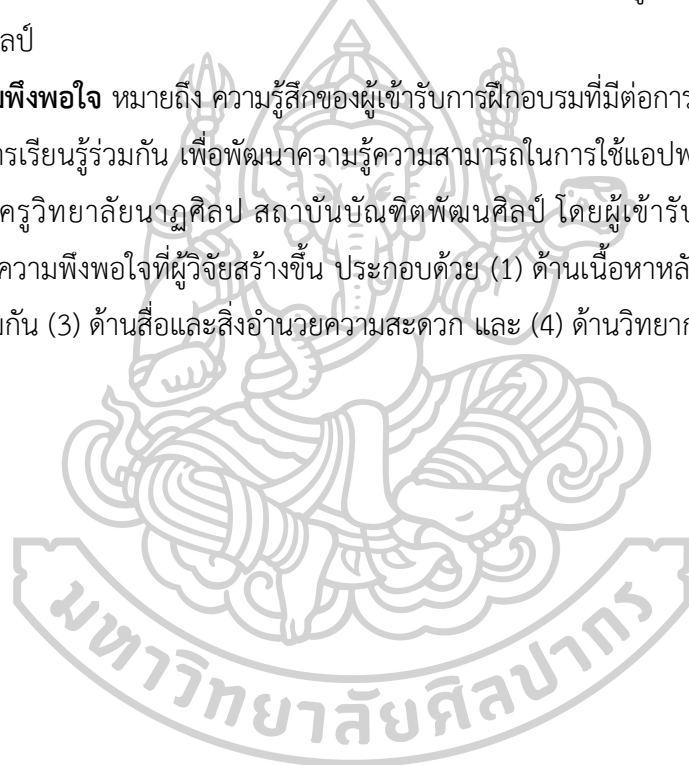 ลป์
มพึงพอใจ หมายถึง ความรู้สึกของผู้เข้ารับการฝึกอบรมที่มีต่อการ
ารเรียนรู้ร่วมกัน เพื่อพัฒนาความรู้ความสามารถในการใช้แอปพ
ครูวิทยาลัยนาฏศิลป สถาบันบัณฑิตพัฒนศิลป์ โดยผู้เข้ารับ
ความพึงพอใจที่ผู้วิจัยสร้างขึ้น ประกอบด้วย (1) ด้านเนื้อหาหลั
มกัน (3) ด้านสื่อและสิ่งอำนวยความสะดวก และ (4) ด้านวิทยาก
มหาวิทยาลัยศิลปากร